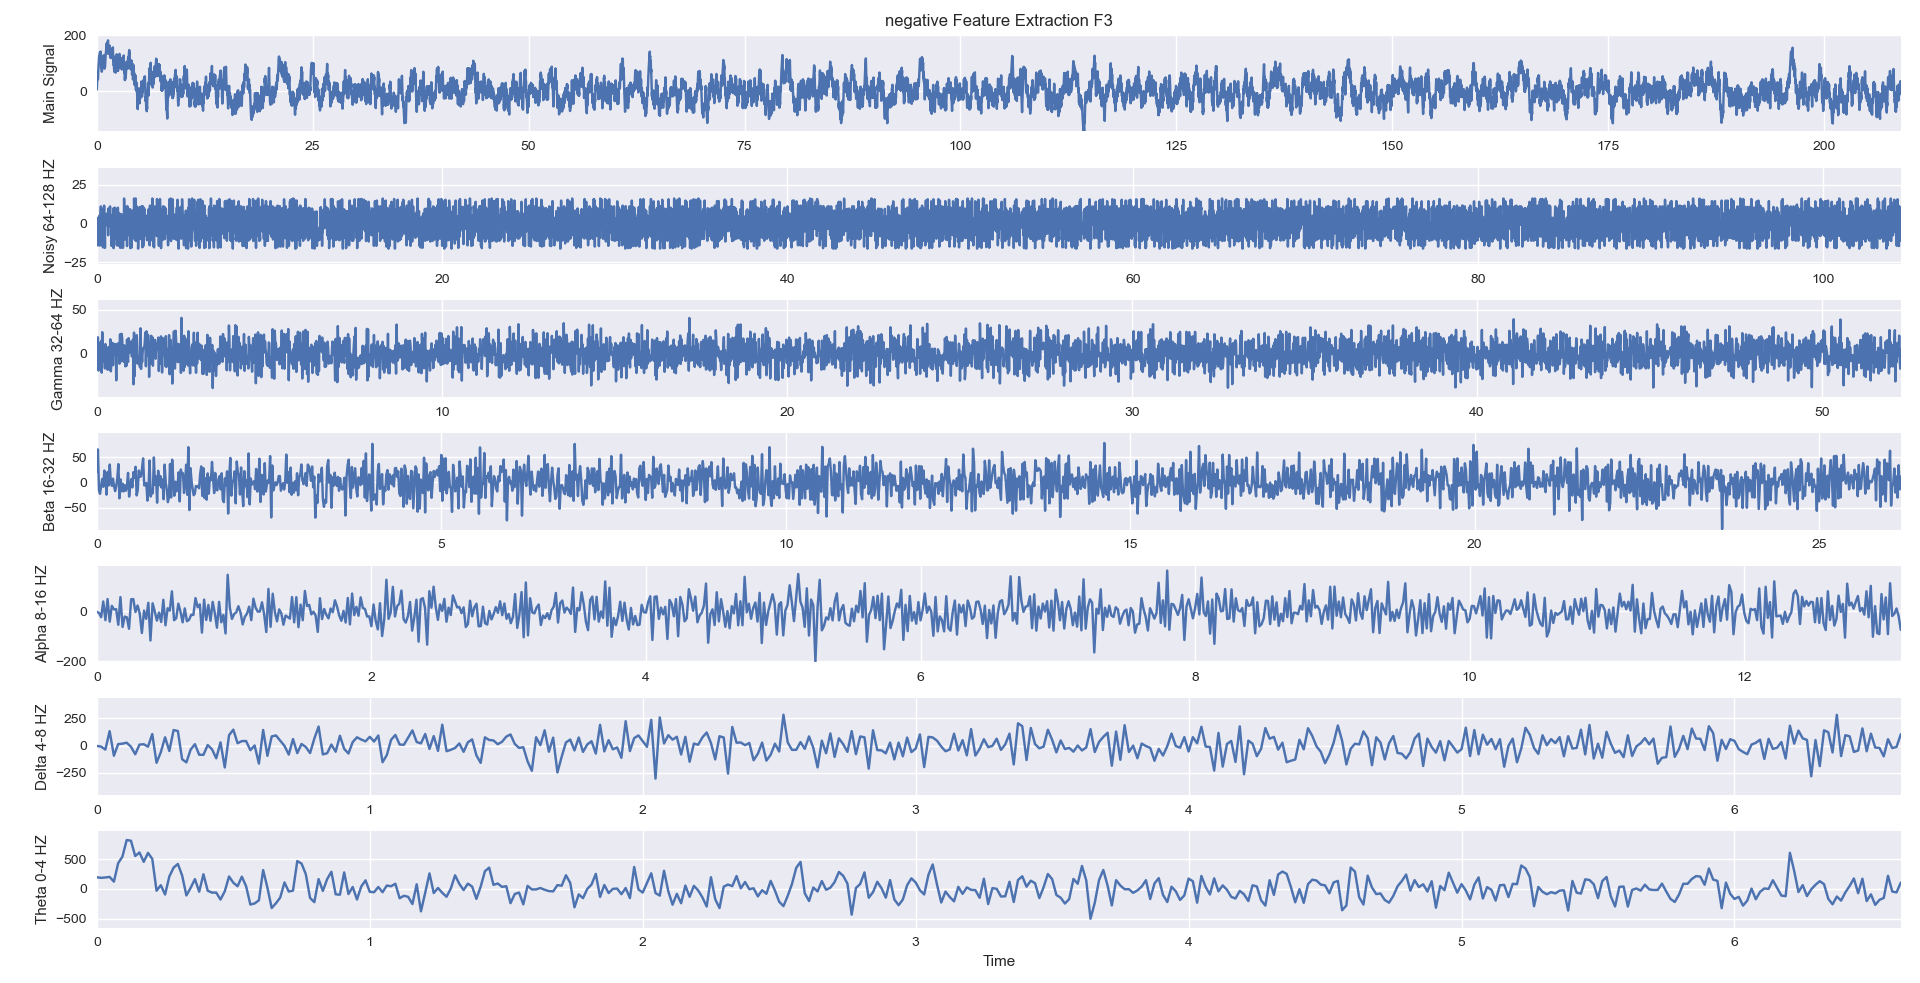 negative Feature Extraction F3
Main Signal
200
0
0 25 50 75 100 125 150 175 200
Noisy 64-128 HZ
25
0
−25
0 20 40 60 80 100
Gamma 32-64 HZ
50
0
0 10 20 30 40 50
Beta 16-32 HZ
50
0
−50
0 5 10 15 20 25
Alpha 8-16 HZ
0
−200
0 2 4 6 8 10 12
Delta 4-8 HZ
250
0
−250
0 1 2 3 4 5 6
Theta 0-4 HZ
500
0
−500
0 1 2 3 4 5 6
Time